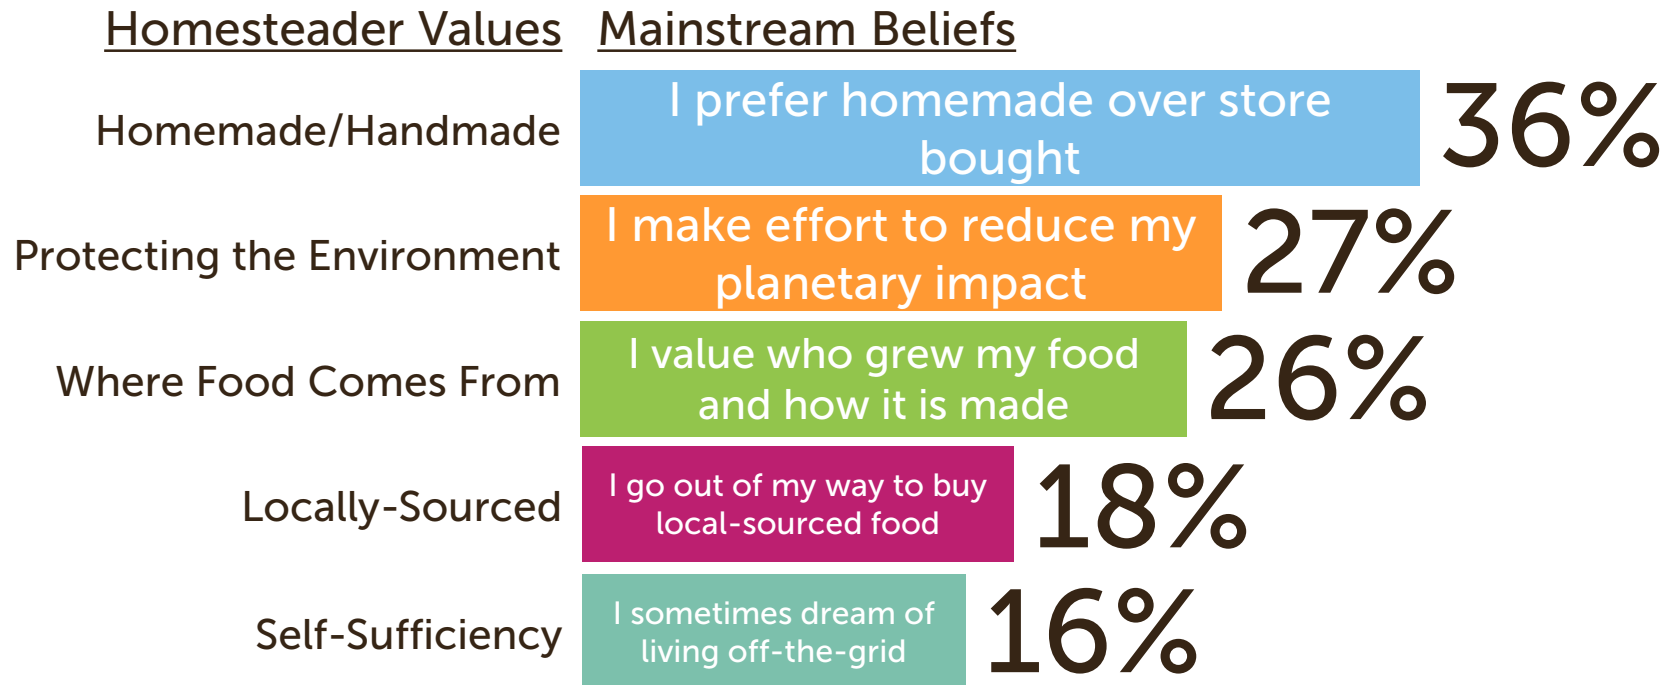 Homesteader Values Mainstream Beliefs
Homemade/Handmade
I prefer homemade over store
bought
36%
Protecting the Environment
I make effort to reduce my
planetary impact
27%
Where Food Comes From
I value who grew my food
and how it is made
26%
Locally-Sourced
I go out of my way to buy
local-sourced food
18%
Self-Sufficiency
I sometimes dream of
living off-the-grid
16%